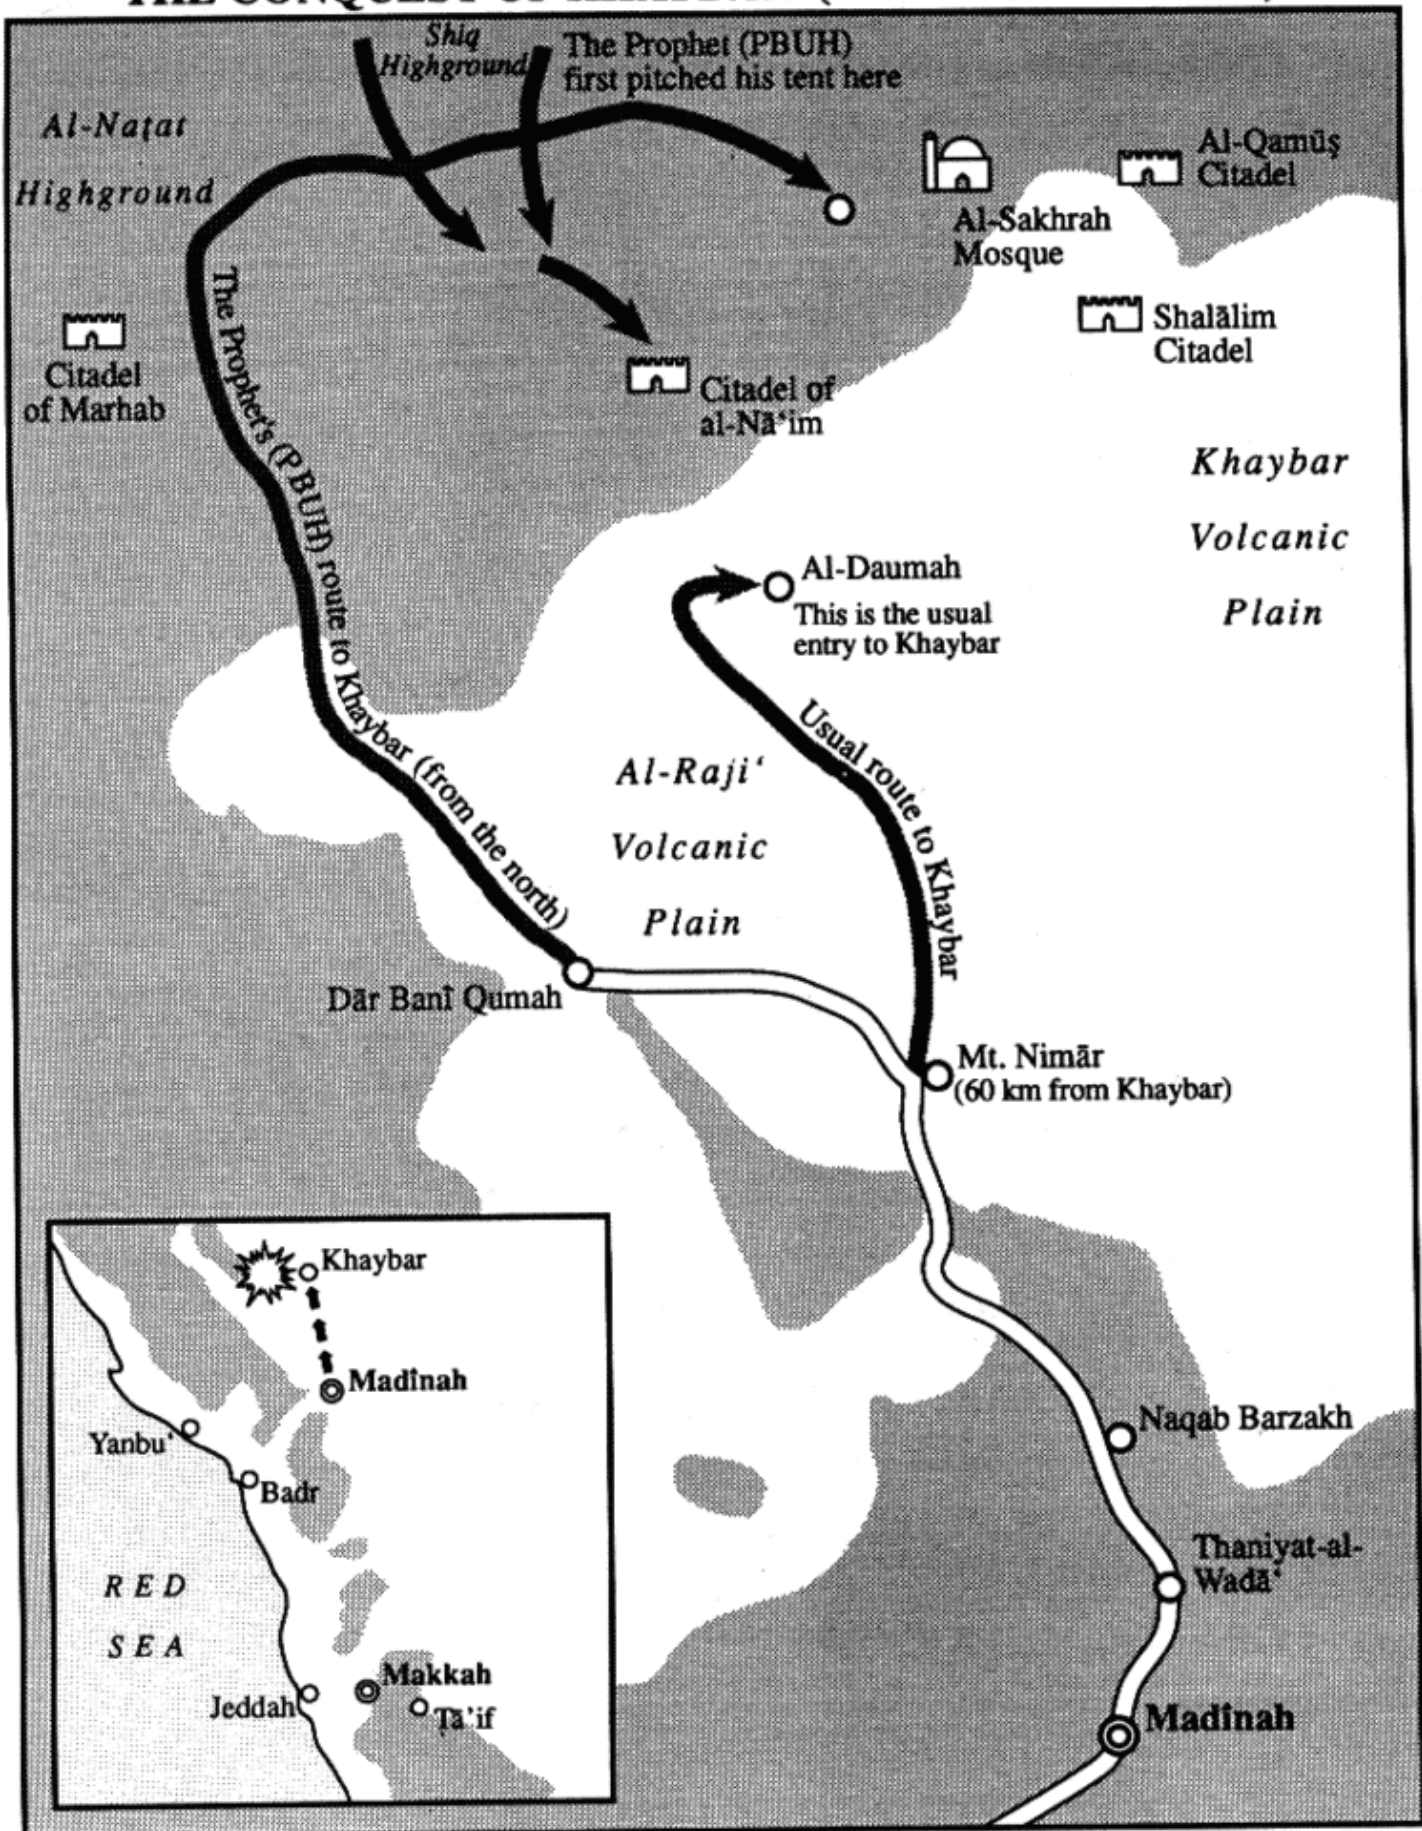 Shiq
Highground
The Prophet (PBUH)
first pitched his tent here
Al-Naṭat
Highground
Al-Qamūṣ
Citadel
Al-Sakhrah
Mosque
Shalālim
Citadel
Citadel
of Marhab
Citadel of
al-Nā‘im
The Prophet's (PBUH) route to Khaybar (from the north)
Khaybar
Volcanic
Plain
Al-Daumah
This is the usual
entry to Khaybar
Usual route to Khaybar
Al-Raji‘
Volcanic
Plain
Dār Banī Qumah
Mt. Nimār
(60 km from Khaybar)
Khaybar
Madînah
Yanbu‘
Badr
RED
SEA
Makkah
Jeddah
Ṭā’if
Naqab Barzakh
Thaniyat-al-
Wadā‘
Madînah